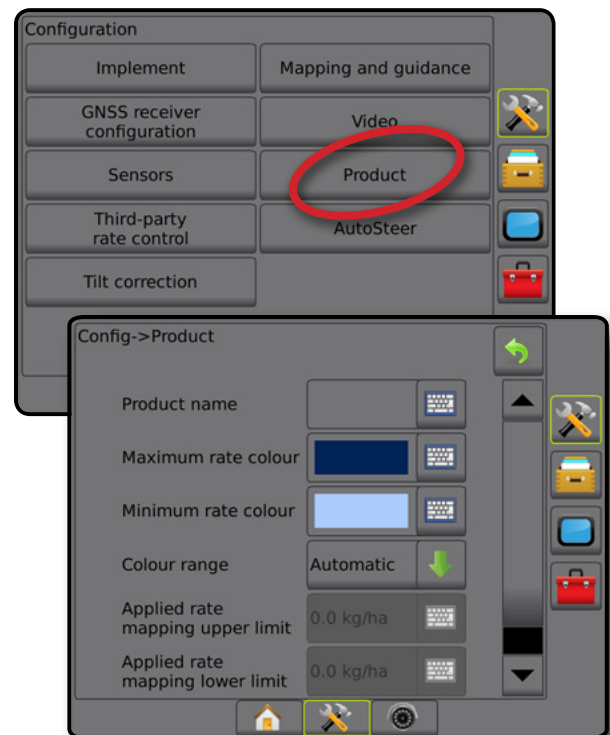 Configuration
Implement
Mapping and guidance
GNSS receiver
configuration
Video
Sensors
Product
Third-party
rate control
AutoSteer
Tilt correction
Config->Product
Product name
Maximum rate colour
Minimum rate colour
Colour range
Automatic
Applied rate
mapping upper limit
0.0 kg/ha
Applied rate
mapping lower limit
0.0 kg/ha